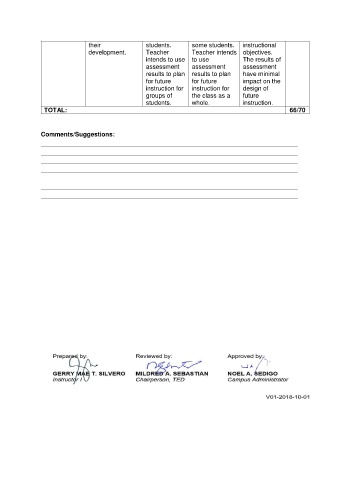 their
development.
students.
Teacher
intends to use
assessment
results to plan
for future
instruction for
groups of
students.
some students.
Teacher intends
to use
assessment
results to plan
for future
instruction for
the class as a
whole.
instructional
objectives.
The results of
assessment
have minimal
impact on the
design of
future
instruction.
TOTAL: 66/70
Comments/Suggestions:
Prepared by: Reviewed by: Approved by:
GERRY MAE T. SILVERO MILDRED A. SEBASTIAN NOEL A. SEDIGO
Instructor I Chairperson, TED Campus Administrator
V01-2018-10-01